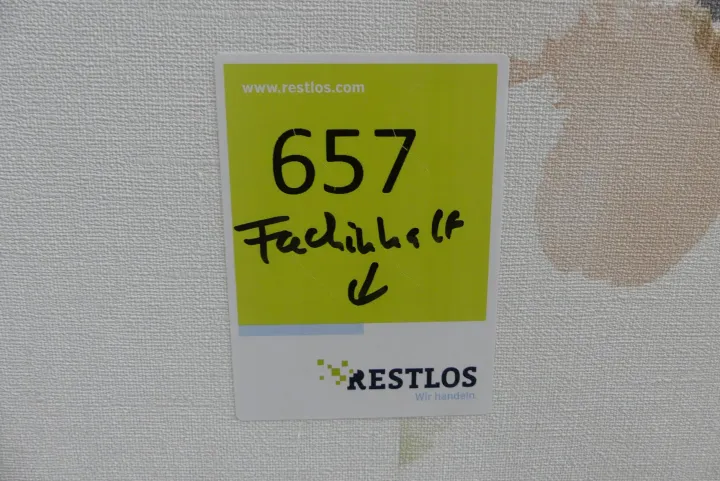 www.restlos.com
657
Fachinhalt
RESTLOS
Wir handeln.